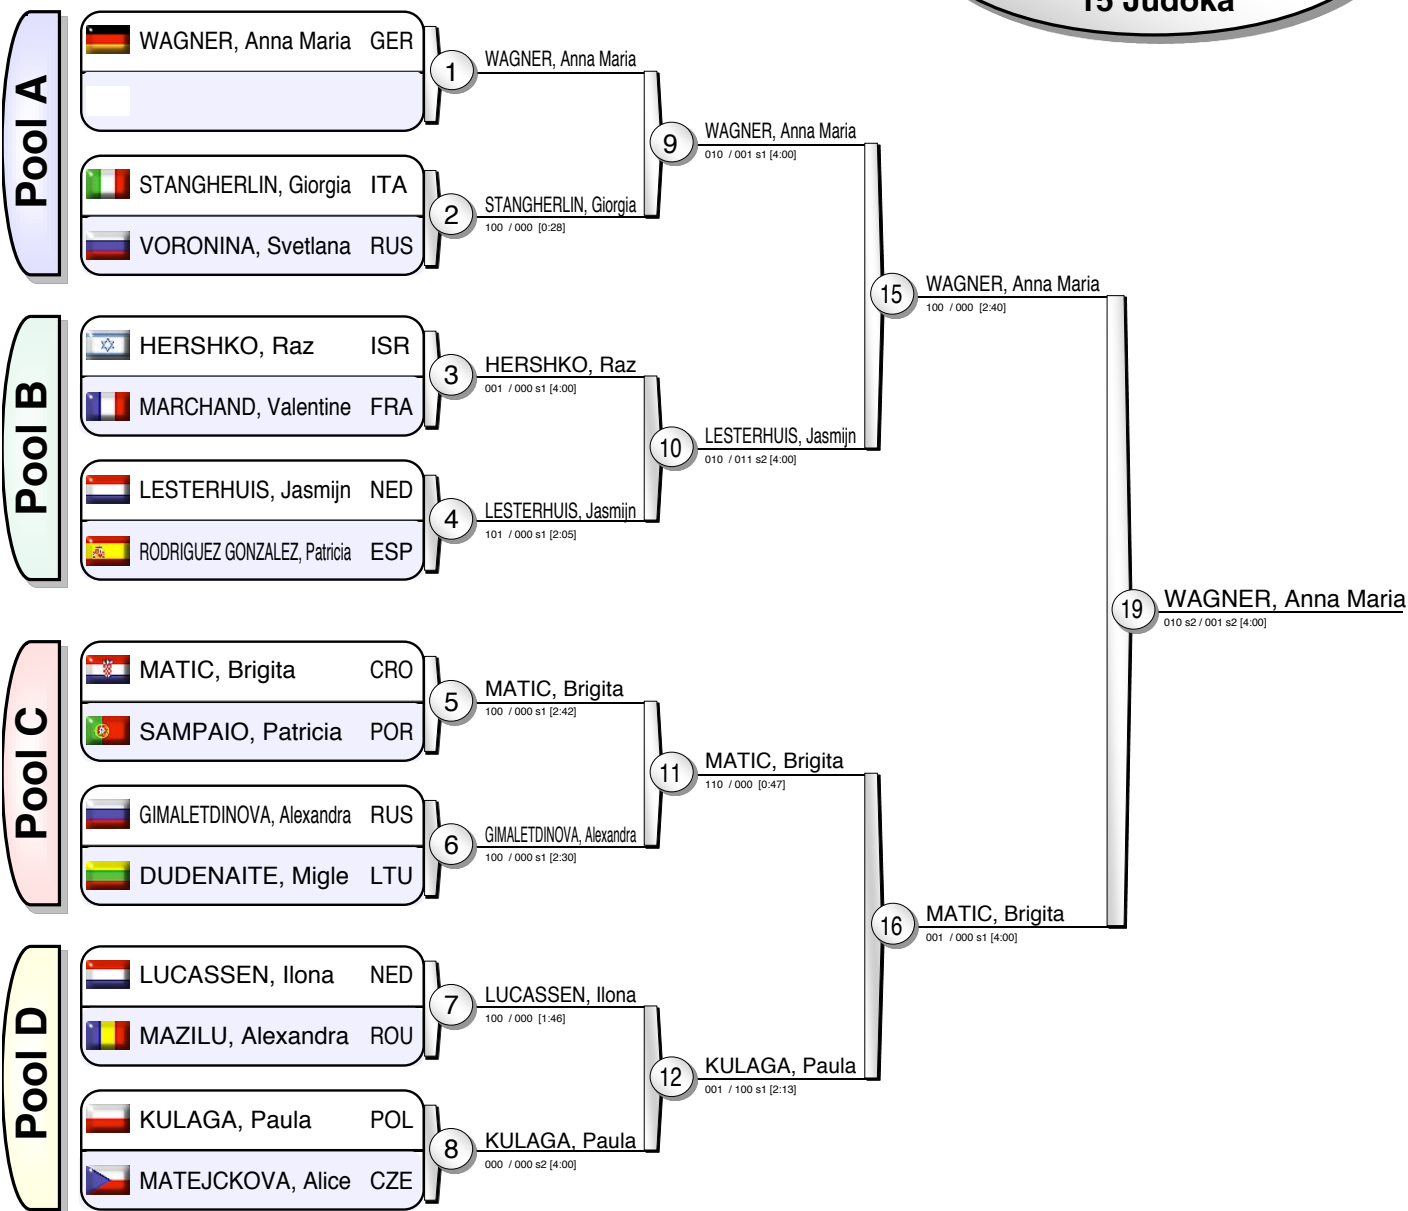 15 Judoka
Pool A
WAGNER, Anna Maria GER
STANGHERLIN, Giorgia ITA
VORONINA, Svetlana RUS
Pool B
HERSHKO, Raz ISR
MARCHAND, Valentine FRA
LESTERHUIS, Jasmijn NED
RODRIGUEZ GONZALEZ, Patricia ESP
Pool C
MATIC, Brigita CRO
SAMPAIO, Patricia POR
GIMALETDINOVA, Alexandra RUS
DUDENAITE, Migle LTU
Pool D
LUCASSEN, Ilona NED
MAZILU, Alexandra ROU
KULAGA, Paula POL
MATEJCKOVA, Alice CZE
1
WAGNER, Anna Maria
2
STANGHERLIN, Giorgia
100 / 000 [0:28]
3
HERSHKO, Raz
001 / 000 s1 [4:00]
4
LESTERHUIS, Jasmijn
101 / 000 s1 [2:05]
5
MATIC, Brigita
100 / 000 s1 [2:42]
6
GIMALETDINOVA, Alexandra
100 / 000 s1 [2:30]
7
LUCASSEN, Ilona
100 / 000 [1:46]
8
KULAGA, Paula
000 / 000 s2 [4:00]
9
WAGNER, Anna Maria
010 / 001 s1 [4:00]
10
LESTERHUIS, Jasmijn
010 / 011 s2 [4:00]
11
MATIC, Brigita
110 / 000 [0:47]
12
KULAGA, Paula
001 / 100 s1 [2:13]
15
WAGNER, Anna Maria
100 / 000 [2:40]
16
MATIC, Brigita
001 / 000 s1 [4:00]
19
WAGNER, Anna Maria
010 s2 / 001 s2 [4:00]